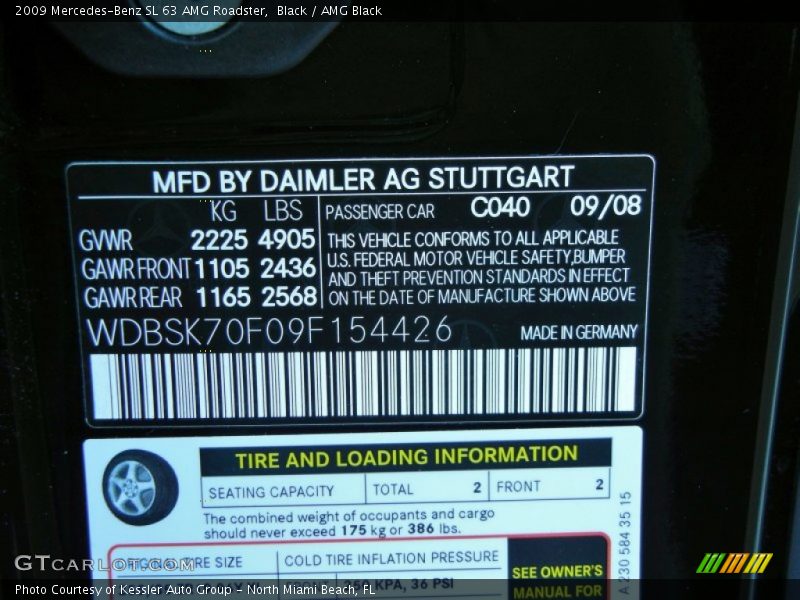 2009 Mercedes-Benz SL 63 AMG Roadster, Black / AMG Black
MFD BY DAIMLER AG STUTTGART
KG LBS PASSENGER CAR C040 09/08
GVWR 2225 4905
GAWR FRONT 1105 2436
GAWR REAR 1165 2568
THIS VEHICLE CONFORMS TO ALL APPLICABLE
U.S. FEDERAL MOTOR VEHICLE SAFETY,BUMPER
AND THEFT PREVENTION STANDARDS IN EFFECT
ON THE DATE OF MANUFACTURE SHOWN ABOVE
WDBSK70F09F154426 MADE IN GERMANY
TIRE AND LOADING INFORMATION
SEATING CAPACITY TOTAL 2 FRONT 2
The combined weight of occupants and cargo
should never exceed 175 kg or 386 lbs.
TIRE SIZE COLD TIRE INFLATION PRESSURE
KPA, 36 PSI
SEE OWNER'S
MANUAL FOR
A 230 584 35 15
GTCARLOT.COM
Photo Courtesy of Kessler Auto Group - North Miami Beach, FL